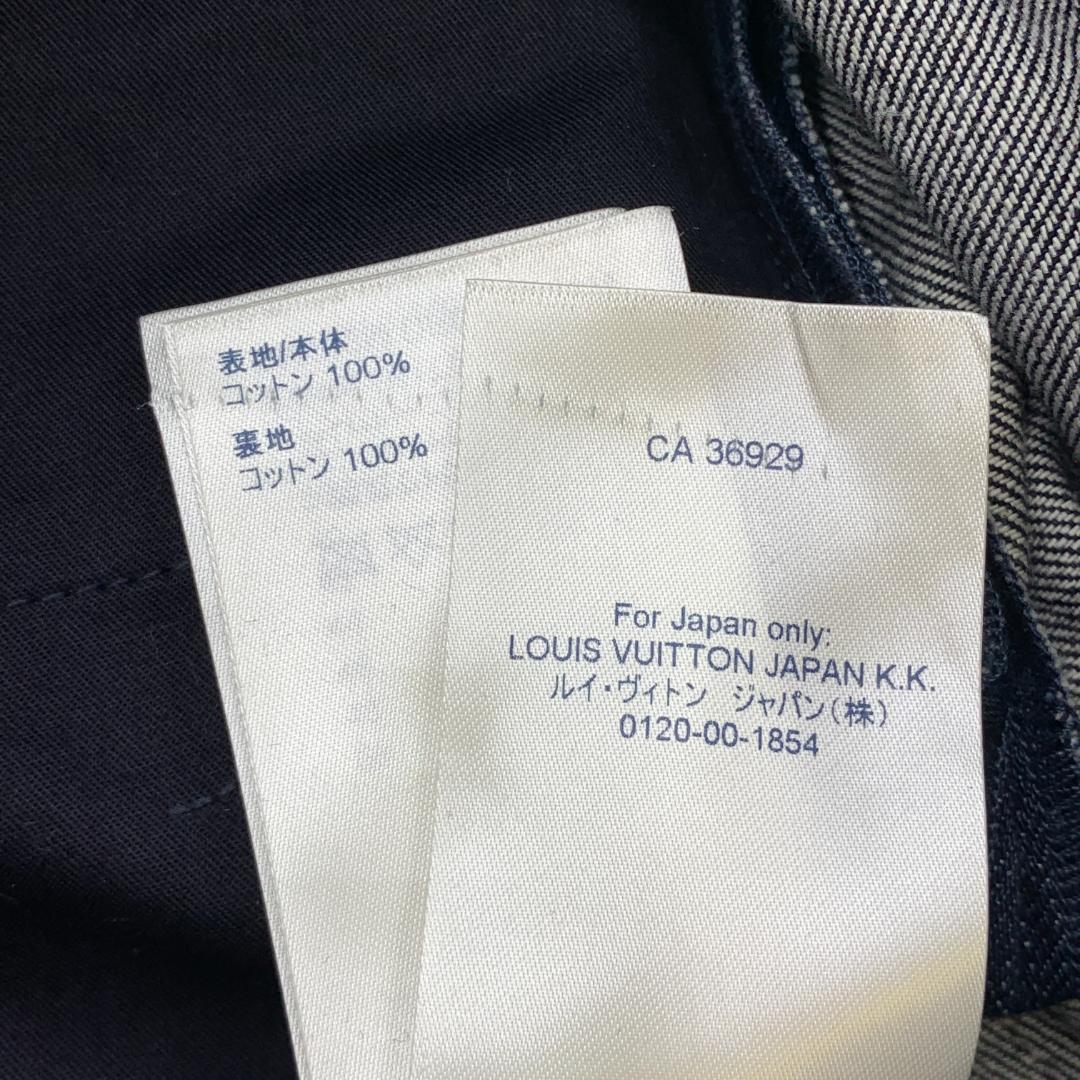 表地/本体
コットン 100%
裏地
コットン 100%
CA 36929
For Japan only:
LOUIS VUITTON JAPAN K.K.
ルイ・ヴィトン ジャパン(株)
0120-00-1854